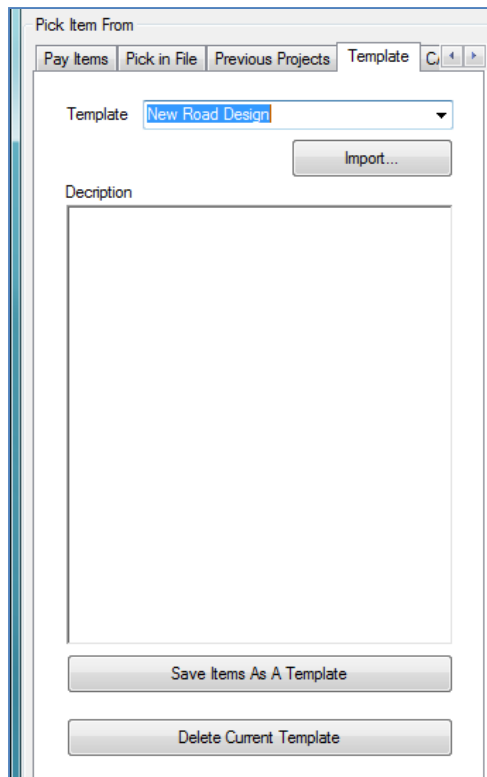 Pick Item From
Pay Items Pick in File Previous Projects Template
Template New Road Design
Import...
Decription
Save Items As A Template
Delete Current Template